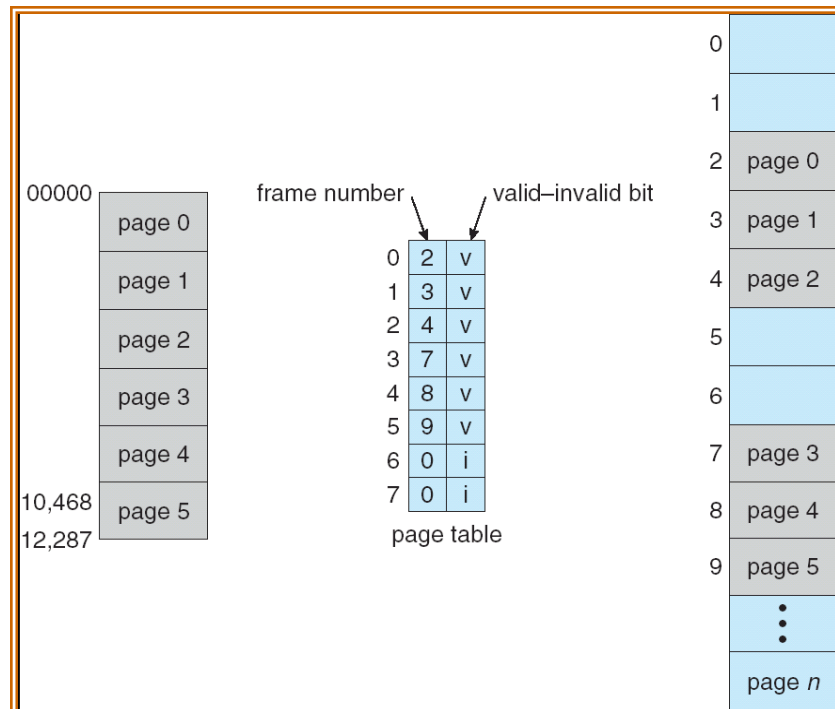 00000
page 0
page 1
page 2
page 3
page 4
10,468
page 5
12,287
frame number
valid–invalid bit
0 2 v
1 3 v
2 4 v
3 7 v
4 8 v
5 9 v
6 0 i
7 0 i
page table
0
1
2 page 0
3 page 1
4 page 2
5
6
7 page 3
8 page 4
9 page 5
page n